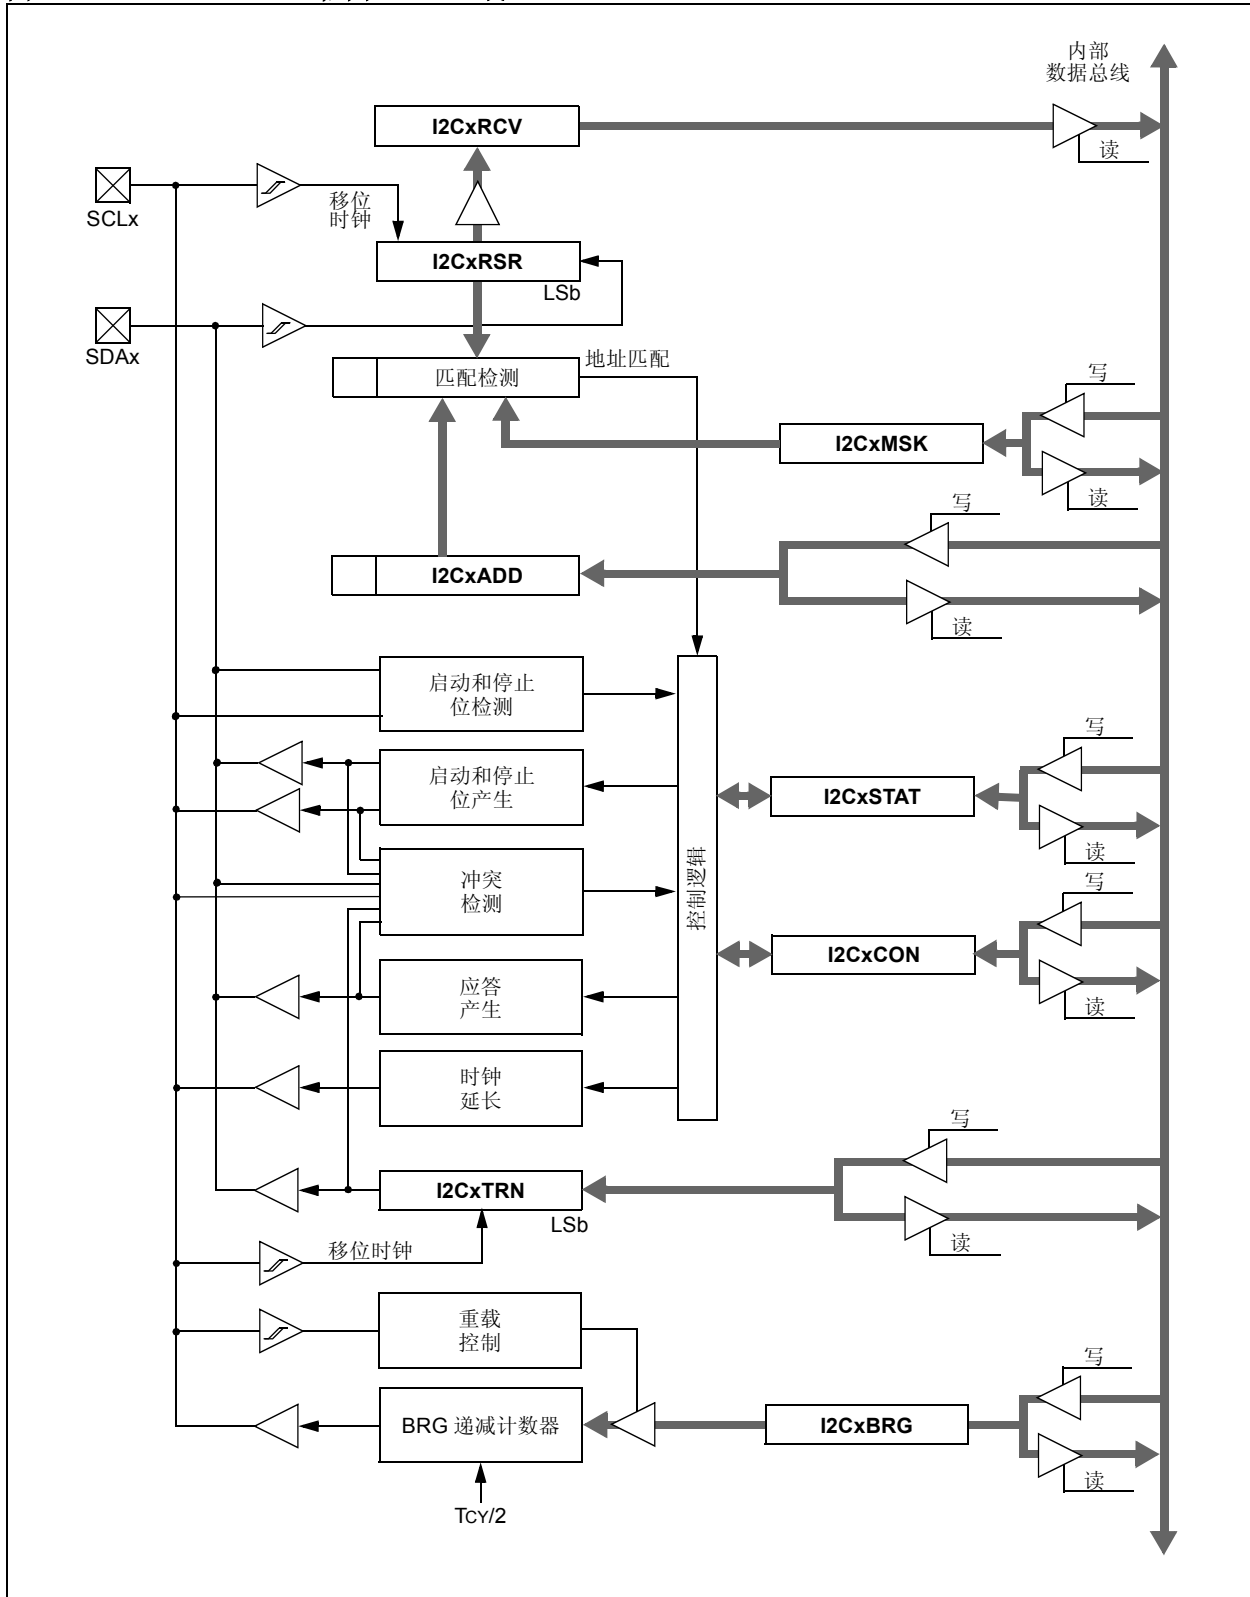 内部
数据总线
I2CxRCV
读
移位
时钟
SCLx
I2CxRSR
LSb
SDAx
地址匹配
匹配检测
写
I2CxMSK
读
写
I2CxADD
读
启动和停止
位检测
写
启动和停止
位产生
I2CxSTAT
读
冲突
检测
控制逻辑
写
I2CxCON
应答
产生
读
时钟
延长
写
I2CxTRN
LSb
移位时钟
读
重载
控制
写
BRG 递减计数器
I2CxBRG
读
TCY/2